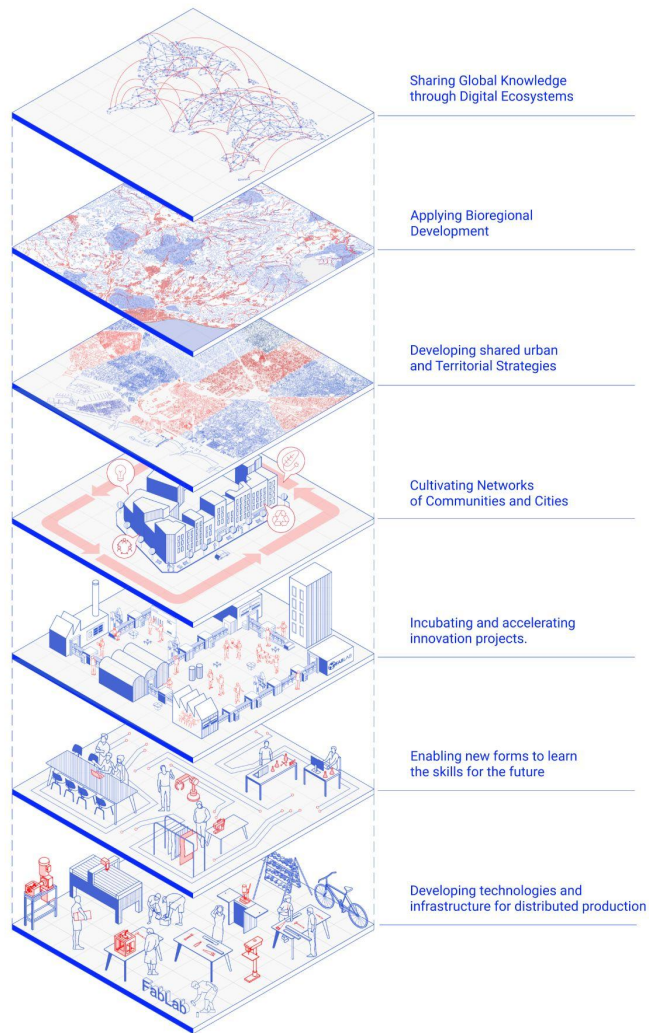 Sharing Global Knowledge
through Digital Ecosystems
Applying Bioregional
Development
Developing shared urban
and Territorial Strategies
Cultivating Networks
of Communities and Cities
Incubating and accelerating
innovation projects.
Enabling new forms to learn
the skills for the future
Developing technologies and
infrastructure for distributed production
FabLab